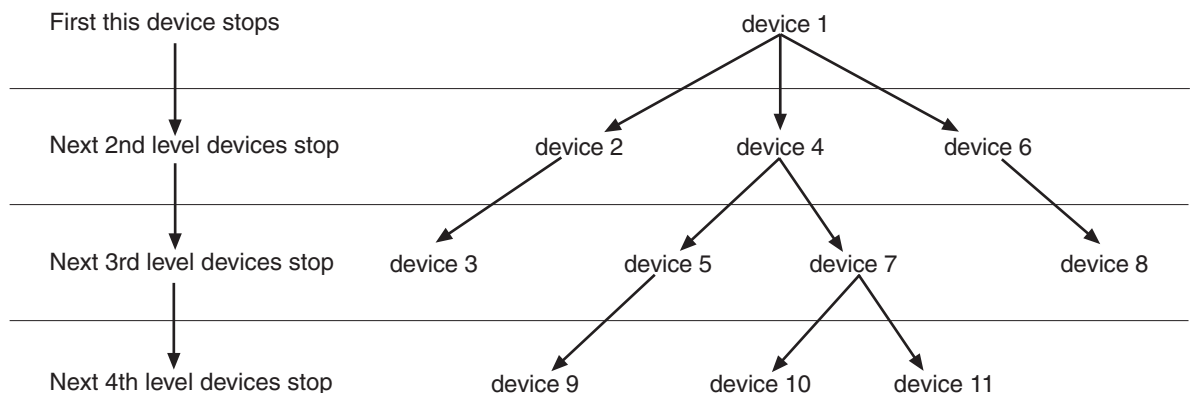 First this device stops
device 1
Next 2nd level devices stop
device 2
device 4
device 6
Next 3rd level devices stop
device 3
device 5
device 7
device 8
Next 4th level devices stop
device 9
device 10
device 11